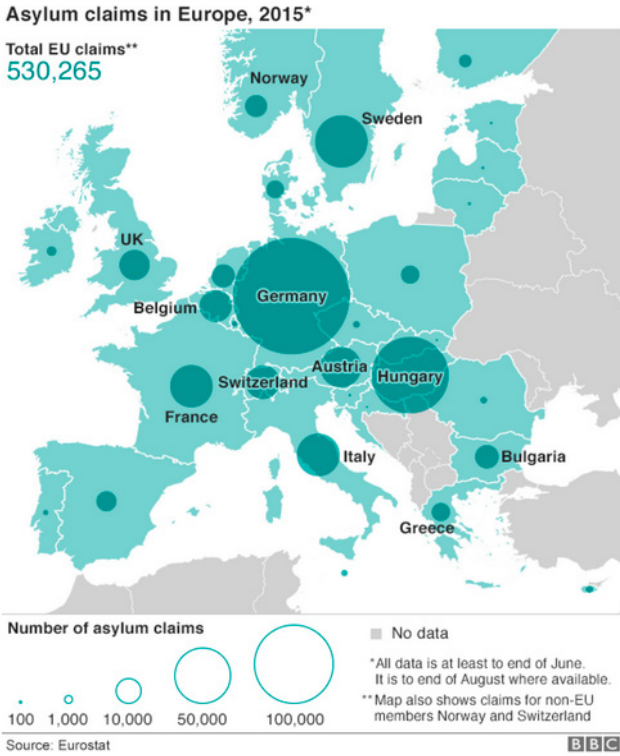 Asylum claims in Europe, 2015*
Total EU claims**
530,265
Norway
Sweden
UK
Germany
Belgium
Austria
Hungary
Switzerland
France
Italy
Bulgaria
Greece
Number of asylum claims
100
1,000
10,000
50,000
100,000
No data
*All data is at least to end of June.
It is to end of August where available.
**Map also shows claims for non-EU
members Norway and Switzerland
Source: Eurostat
BBC